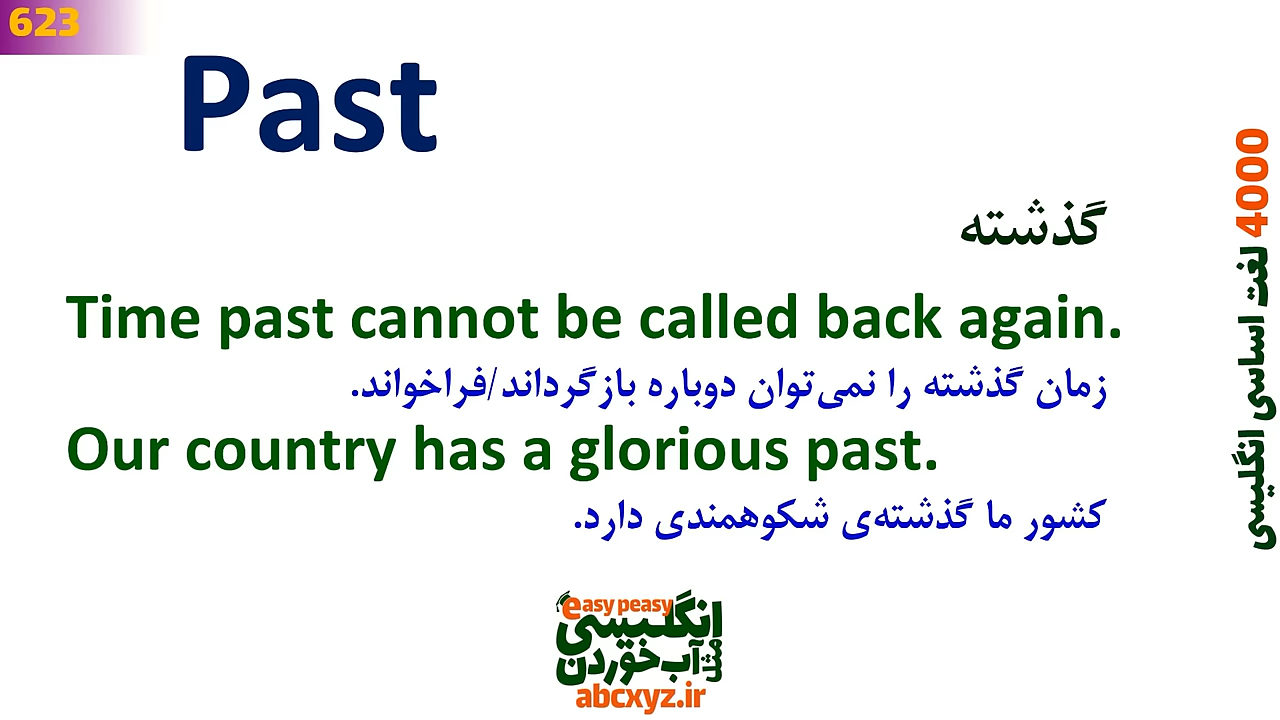 623
Past
گذشته
Time past cannot be called back again.
زمان گذشته را نمی‌توان دوباره بازگرداند/فراخواند.
Our country has a glorious past.
کشور ما گذشته‌ی شکوهمندی دارد.
4000 لغت اساسی انگلیسی
easy peasy
انگلیسی
مثل آب خوردن
abcxyz.ir